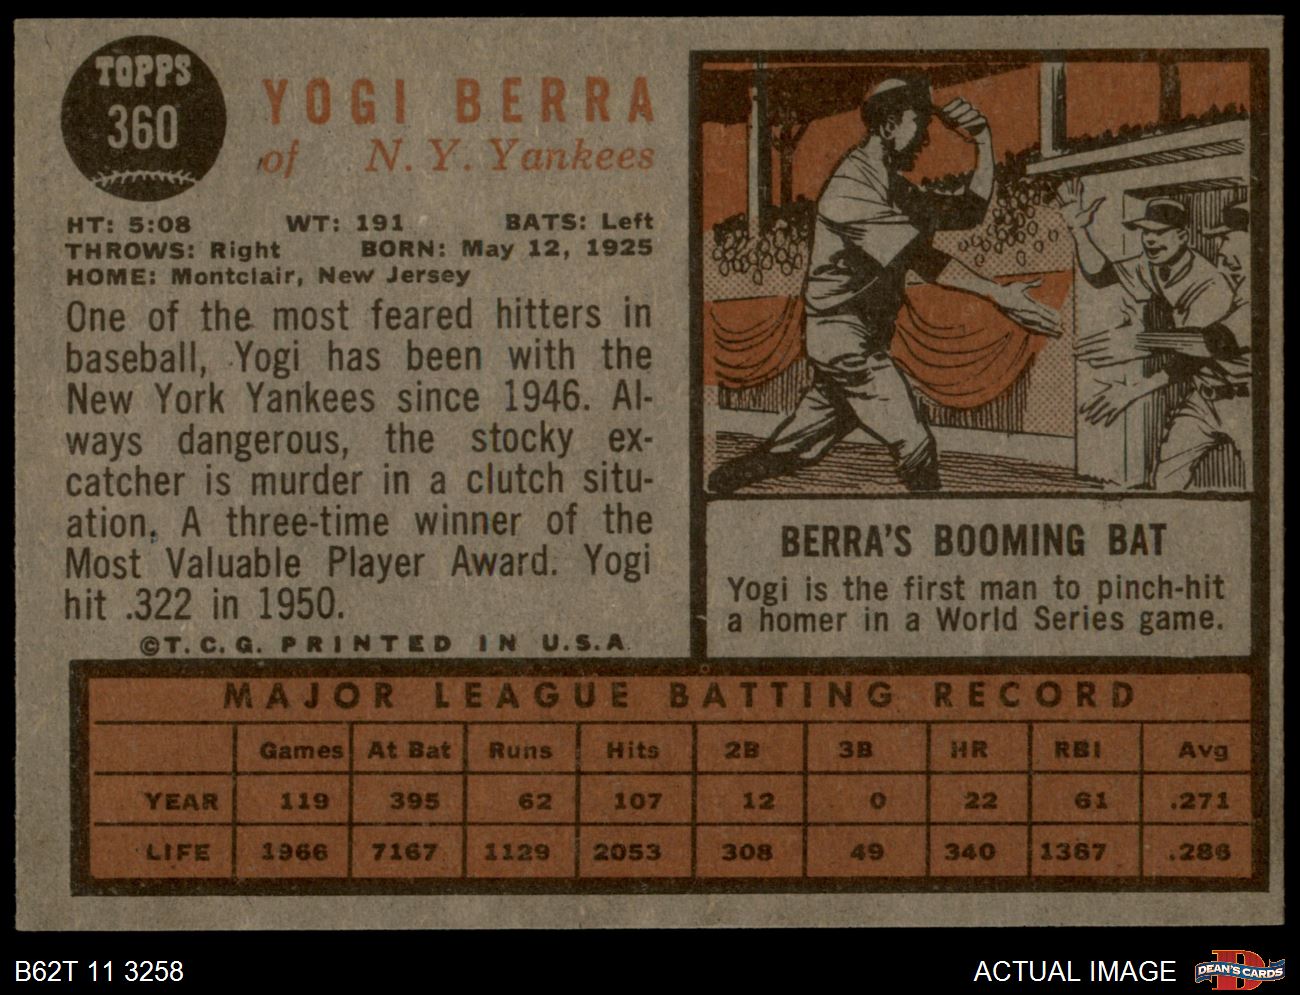 TOPPS
360
YOGI BERRA
of N. Y. Yankees
HT: 5:08 WT: 191 BATS: Left
THROWS: Right BORN: May 12, 1925
HOME: Montclair, New Jersey
One of the most feared hitters in
baseball, Yogi has been with the
New York Yankees since 1946. Al-
ways dangerous, the stocky ex-
catcher is murder in a clutch situ-
ation. A three-time winner of the
Most Valuable Player Award. Yogi
hit .322 in 1950.
©T.C.G. PRINTED IN U.S.A.
BERRA'S BOOMING BAT
Yogi is the first man to pinch-hit
a homer in a World Series game.
MAJOR LEAGUE BATTING RECORD
Games At Bat Runs Hits 2B 3B HR RBI Avg
YEAR 119 395 62 107 12 0 22 61 .271
LIFE 1966 7167 1129 2053 308 49 340 1367 .286
B62T 11 3258
ACTUAL IMAGE
D
DEAN'S CARDS